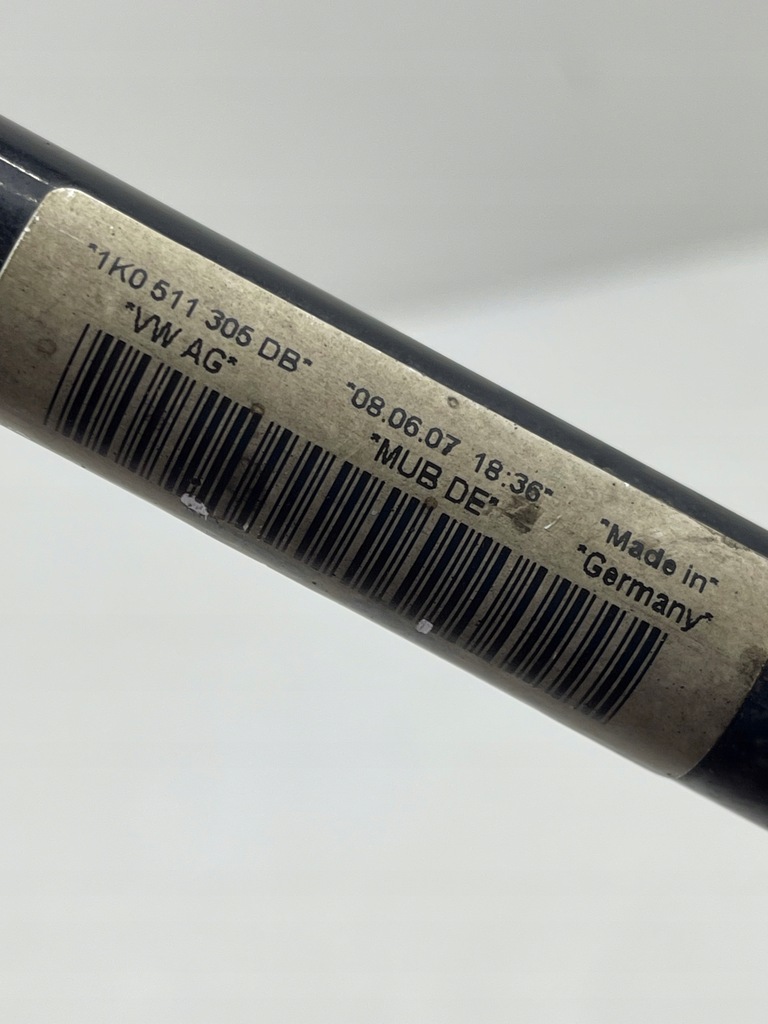 "1K0 511 305 DB"
"VW AG"
"08.06.07 18:36"
"MUB DE"
"Made in"
"Germany"